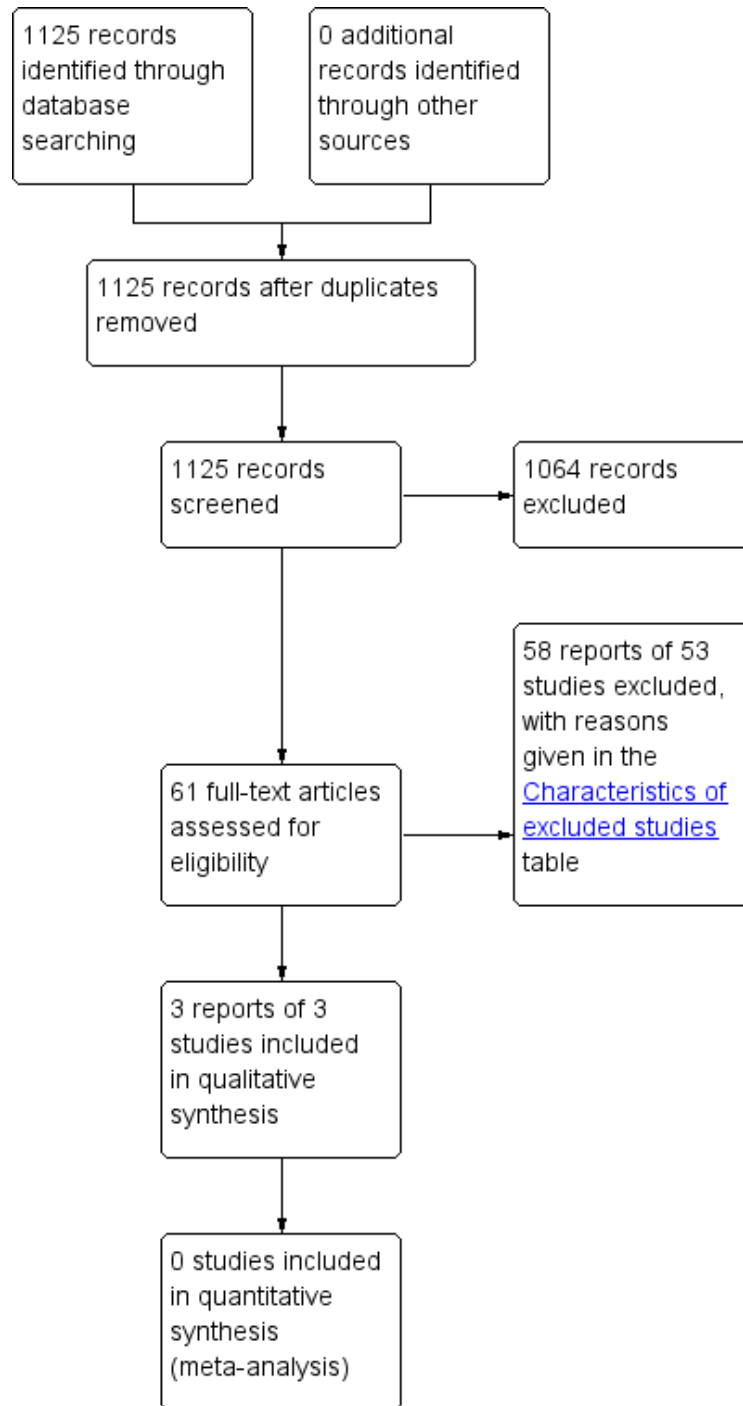 1125 records
identified through
database
searching
0 additional
records identified
through other
sources
1125 records after duplicates
removed
1125 records
screened
1064 records
excluded
58 reports of 53
studies excluded,
with reasons
given in the
Characteristics of
excluded studies
table
61 full-text articles
assessed for
eligibility
3 reports of 3
studies included
in qualitative
synthesis
0 studies included
in quantitative
synthesis
(meta-analysis)